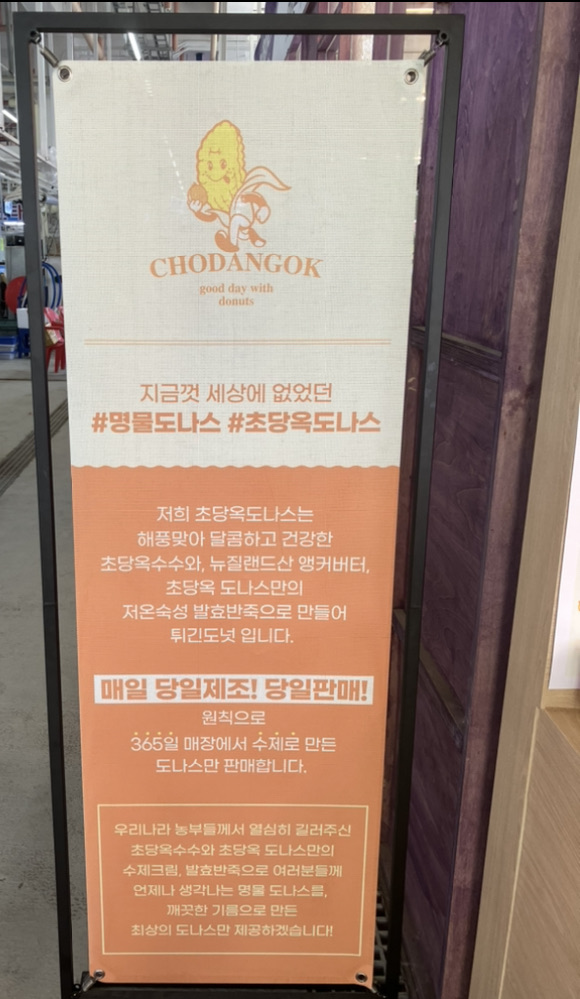 CHODANGOK
good day with
donuts
지금껏 세상에 없었던
#명물도나스 #초당옥도나스
저희 초당옥도나스는
해풍맞아 달콤하고 건강한
초당옥수수와, 뉴질랜드산 앵커버터,
초당옥 도나스만의
저온숙성 발효반죽으로 만들어
튀긴도넛 입니다.
매일 당일제조! 당일판매!
원칙으로
365일 매장에서 수제로 만든
도나스만 판매합니다.
우리나라 농부들께서 열심히 길러주신
초당옥수수와 초당옥 도나스만의
수제크림, 발효반죽으로 여러분들께
언제나 생각나는 명물 도나스를,
깨끗한 기름으로 만든
최상의 도나스만 제공하겠습니다!